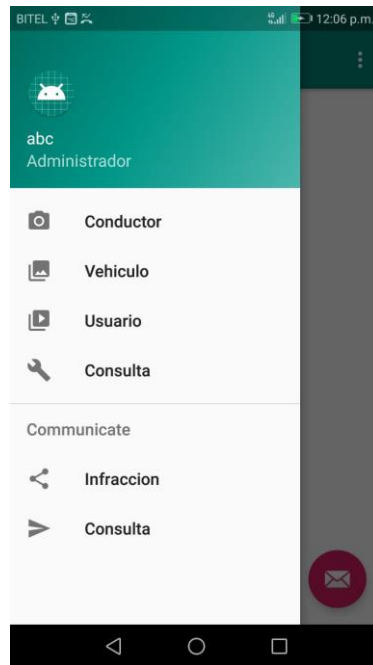 BITEL 12:06 p.m.
abc
Administrador
Conductor
Vehiculo
Usuario
Consulta
Communicate
Infraccion
Consulta